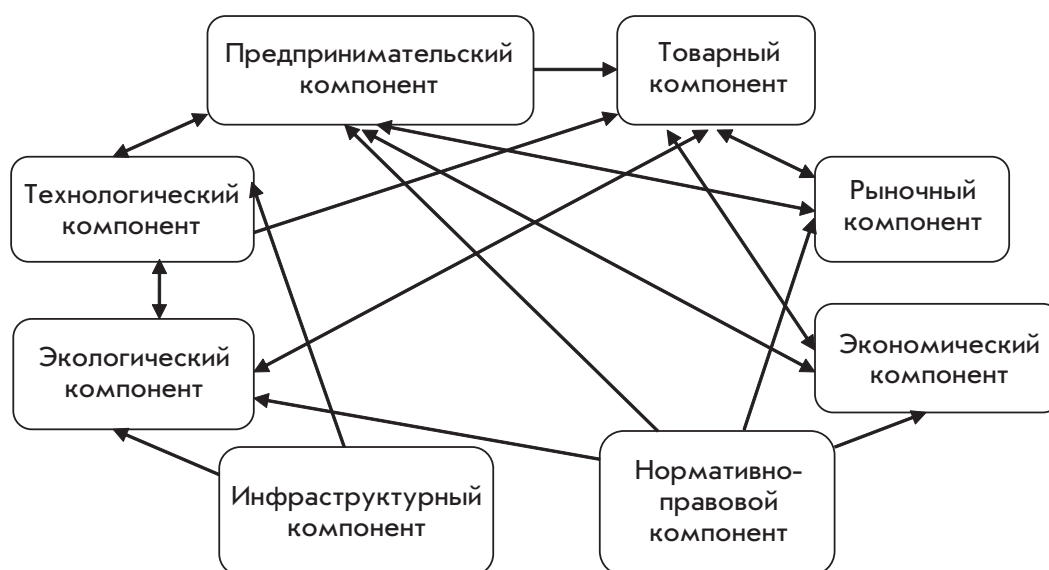 Предпринимательский
компонент
Товарный
компонент
Технологический
компонент
Рыночный
компонент
Экологический
компонент
Экономический
компонент
Инфраструктурный
компонент
Нормативно-
правовой
компонент